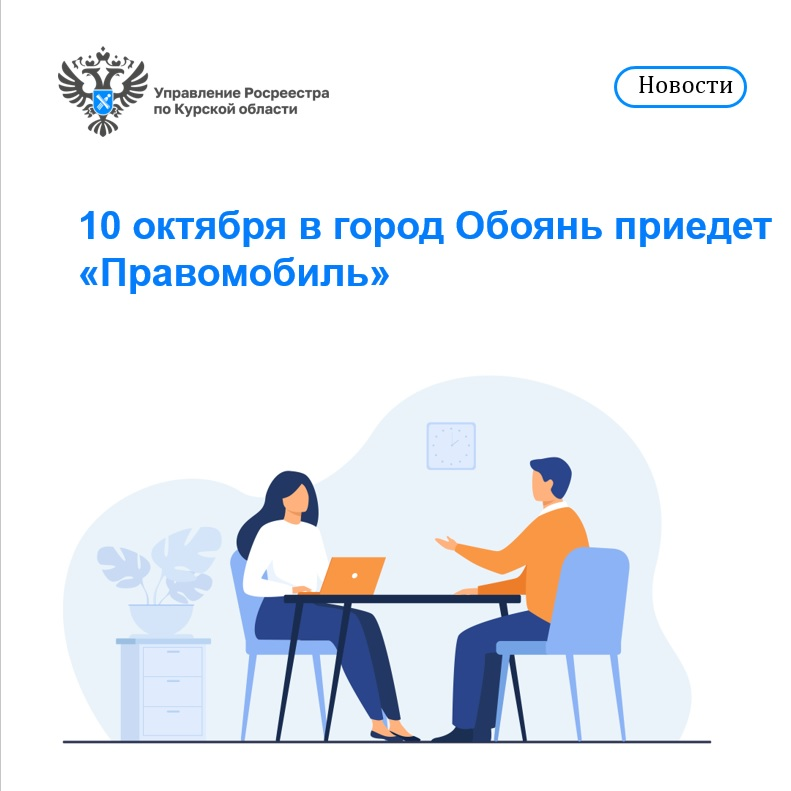 Управление Росреестра
по Курской области
Новости
10 октября в город Обоянь приедет
«Правомобиль»